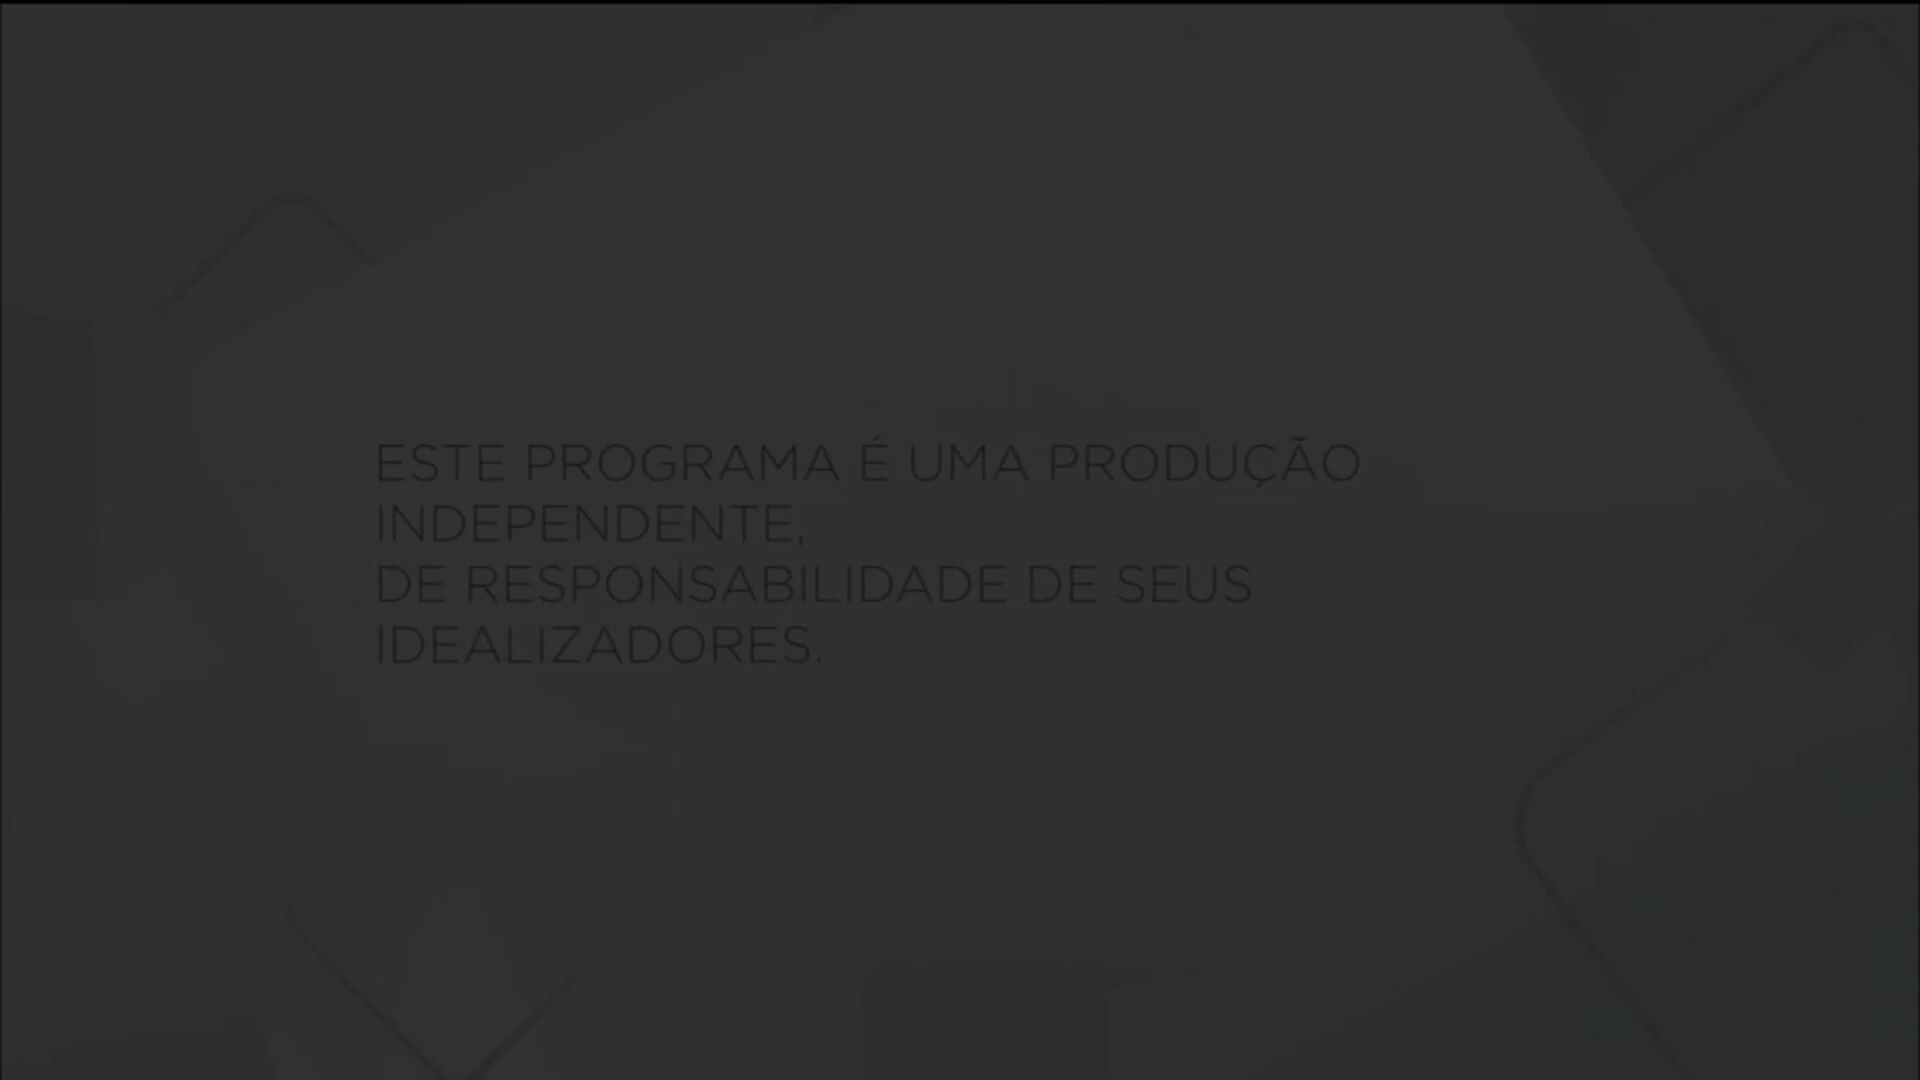 ESTE PROGRAMA É UMA PRODUÇÃO
INDEPENDENTE,
DE RESPONSABILIDADE DE SEUS
IDEALIZADORES.